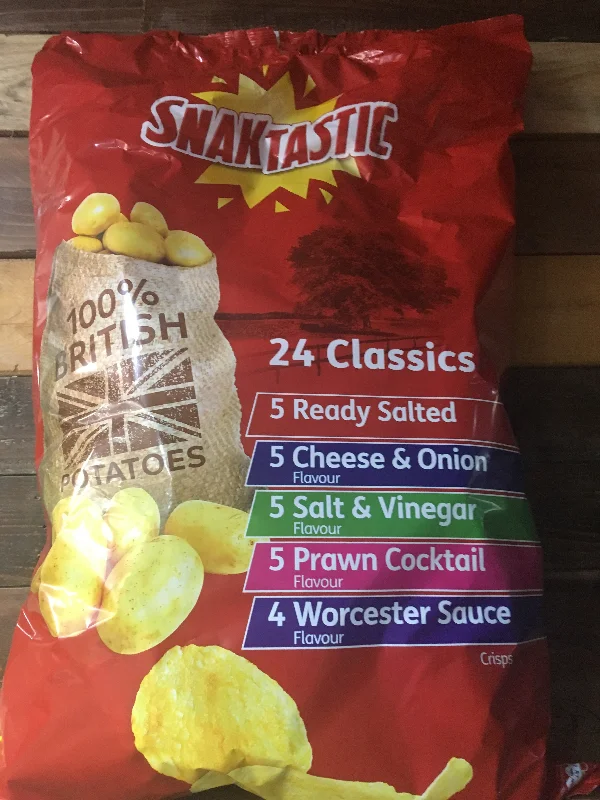 SNAKTASTIC
100%
BRITISH
POTATOES
24 Classics
5 Ready Salted
5 Cheese & Onion
Flavour
5 Salt & Vinegar
Flavour
5 Prawn Cocktail
Flavour
4 Worcester Sauce
Flavour
Crisps